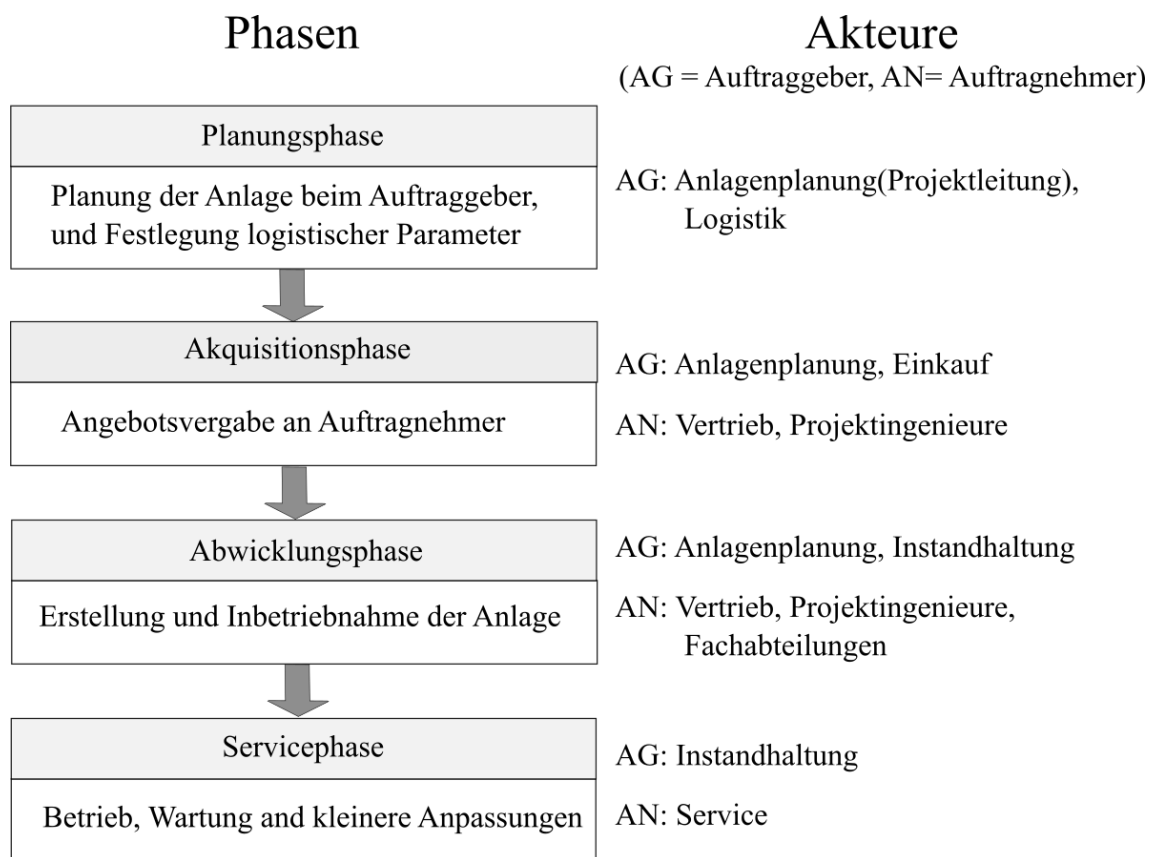 Phasen
Akteure
(AG = Auftraggeber, AN= Auftragnehmer)
Planungsphase
Planung der Anlage beim Auftraggeber,
und Festlegung logistischer Parameter
AG: Anlagenplanung(Projektleitung),
Logistik
Akquisitionsphase
Angebotsvergabe an Auftragnehmer
AG: Anlagenplanung, Einkauf
AN: Vertrieb, Projektingenieure
Abwicklungsphase
Erstellung und Inbetriebnahme der Anlage
AG: Anlagenplanung, Instandhaltung
AN: Vertrieb, Projektingenieure,
Fachabteilungen
Servicephase
Betrieb, Wartung and kleinere Anpassungen
AG: Instandhaltung
AN: Service